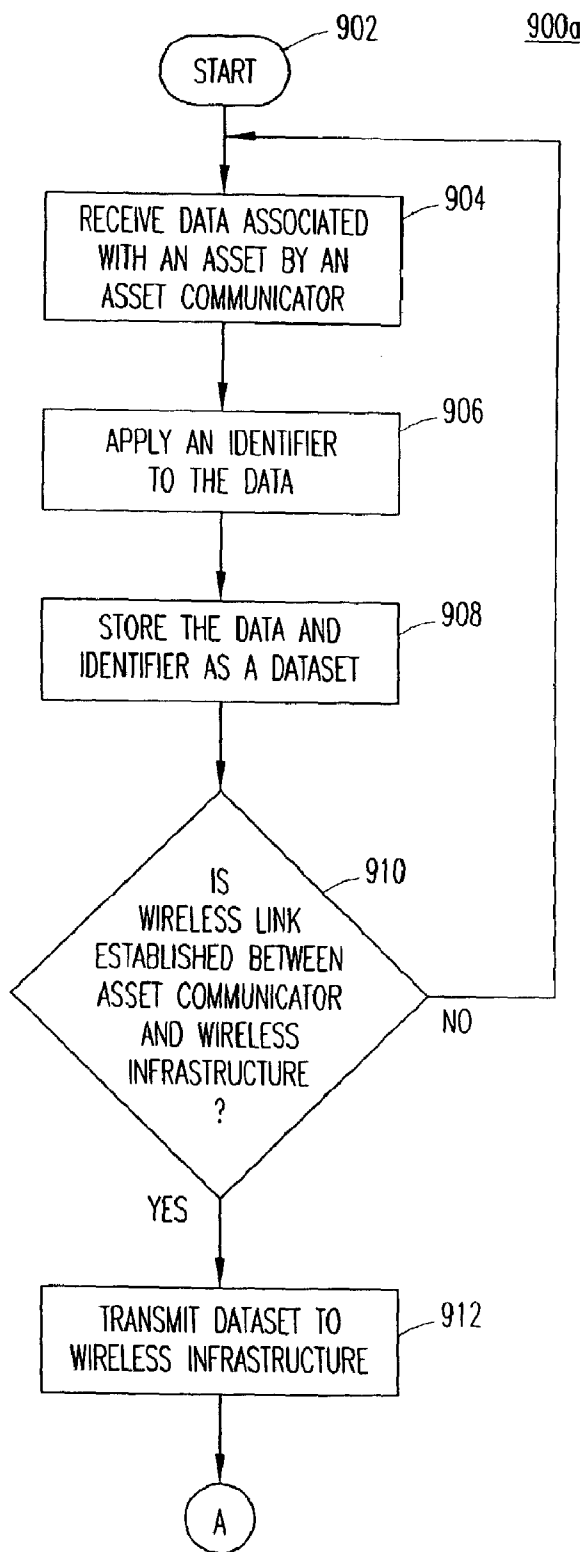 902
900a
START
904
RECEIVE DATA ASSOCIATED
WITH AN ASSET BY AN
ASSET COMMUNICATOR
906
APPLY AN IDENTIFIER
TO THE DATA
908
STORE THE DATA AND
IDENTIFIER AS A DATASET
910
IS
WIRELESS LINK
ESTABLISHED BETWEEN
ASSET COMMUNICATOR
AND WIRELESS
INFRASTRUCTURE
?
NO
YES
912
TRANSMIT DATASET TO
WIRELESS INFRASTRUCTURE
A